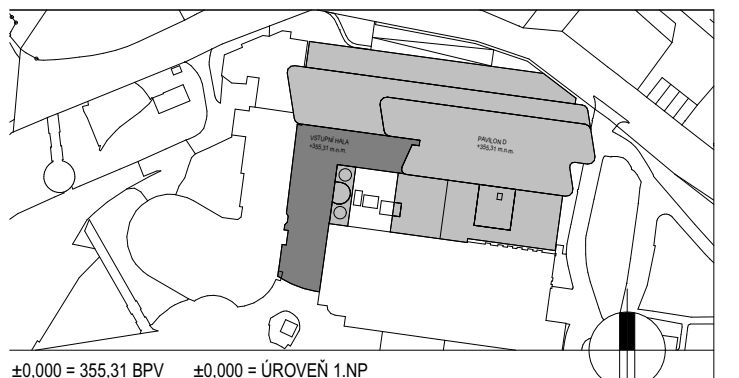 VSTUPNÍ HALA
+355,31 m.n.m.
PAVILON D
+355,31 m.n.m.
±0,000 = 355,31 BPV ±0,000 = ÚROVEŇ 1.NP